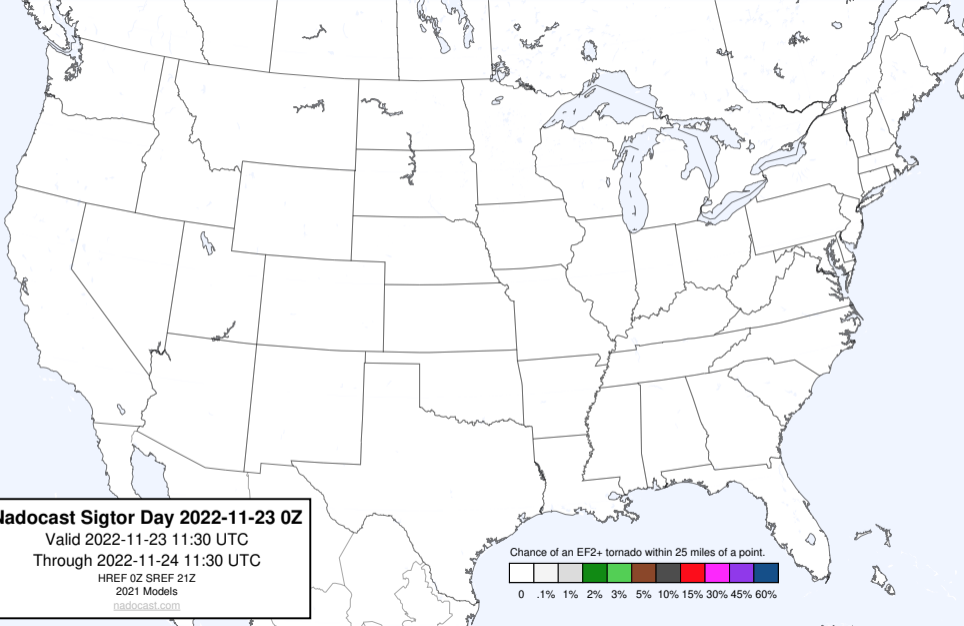 Nadocast Sigtor Day 2022-11-23 0Z
Valid 2022-11-23 11:30 UTC
Through 2022-11-24 11:30 UTC
HREF 0Z SREF 21Z
2021 Models
nadocast.com
Chance of an EF2+ tornado within 25 miles of a point.
0 .1% 1% 2% 3% 5% 10% 15% 30% 45% 60%